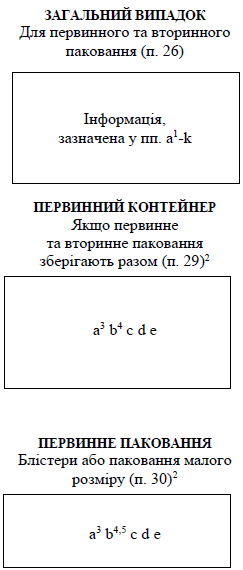 ЗАГАЛЬНИЙ ВИПАДОК
Для первинного та вторинного
паковання (п. 26)
Інформація,
зазначена у пп. a¹-k
ПЕРВИННИЙ КОНТЕЙНЕР
Якщо первинне
та вторинне паковання
зберігають разом (п. 29)²
a³ b⁴ c d e
ПЕРВИННЕ ПАКОВАННЯ
Блістери або паковання малого
розміру (п. 30)²
a³ b⁴,⁵ c d e